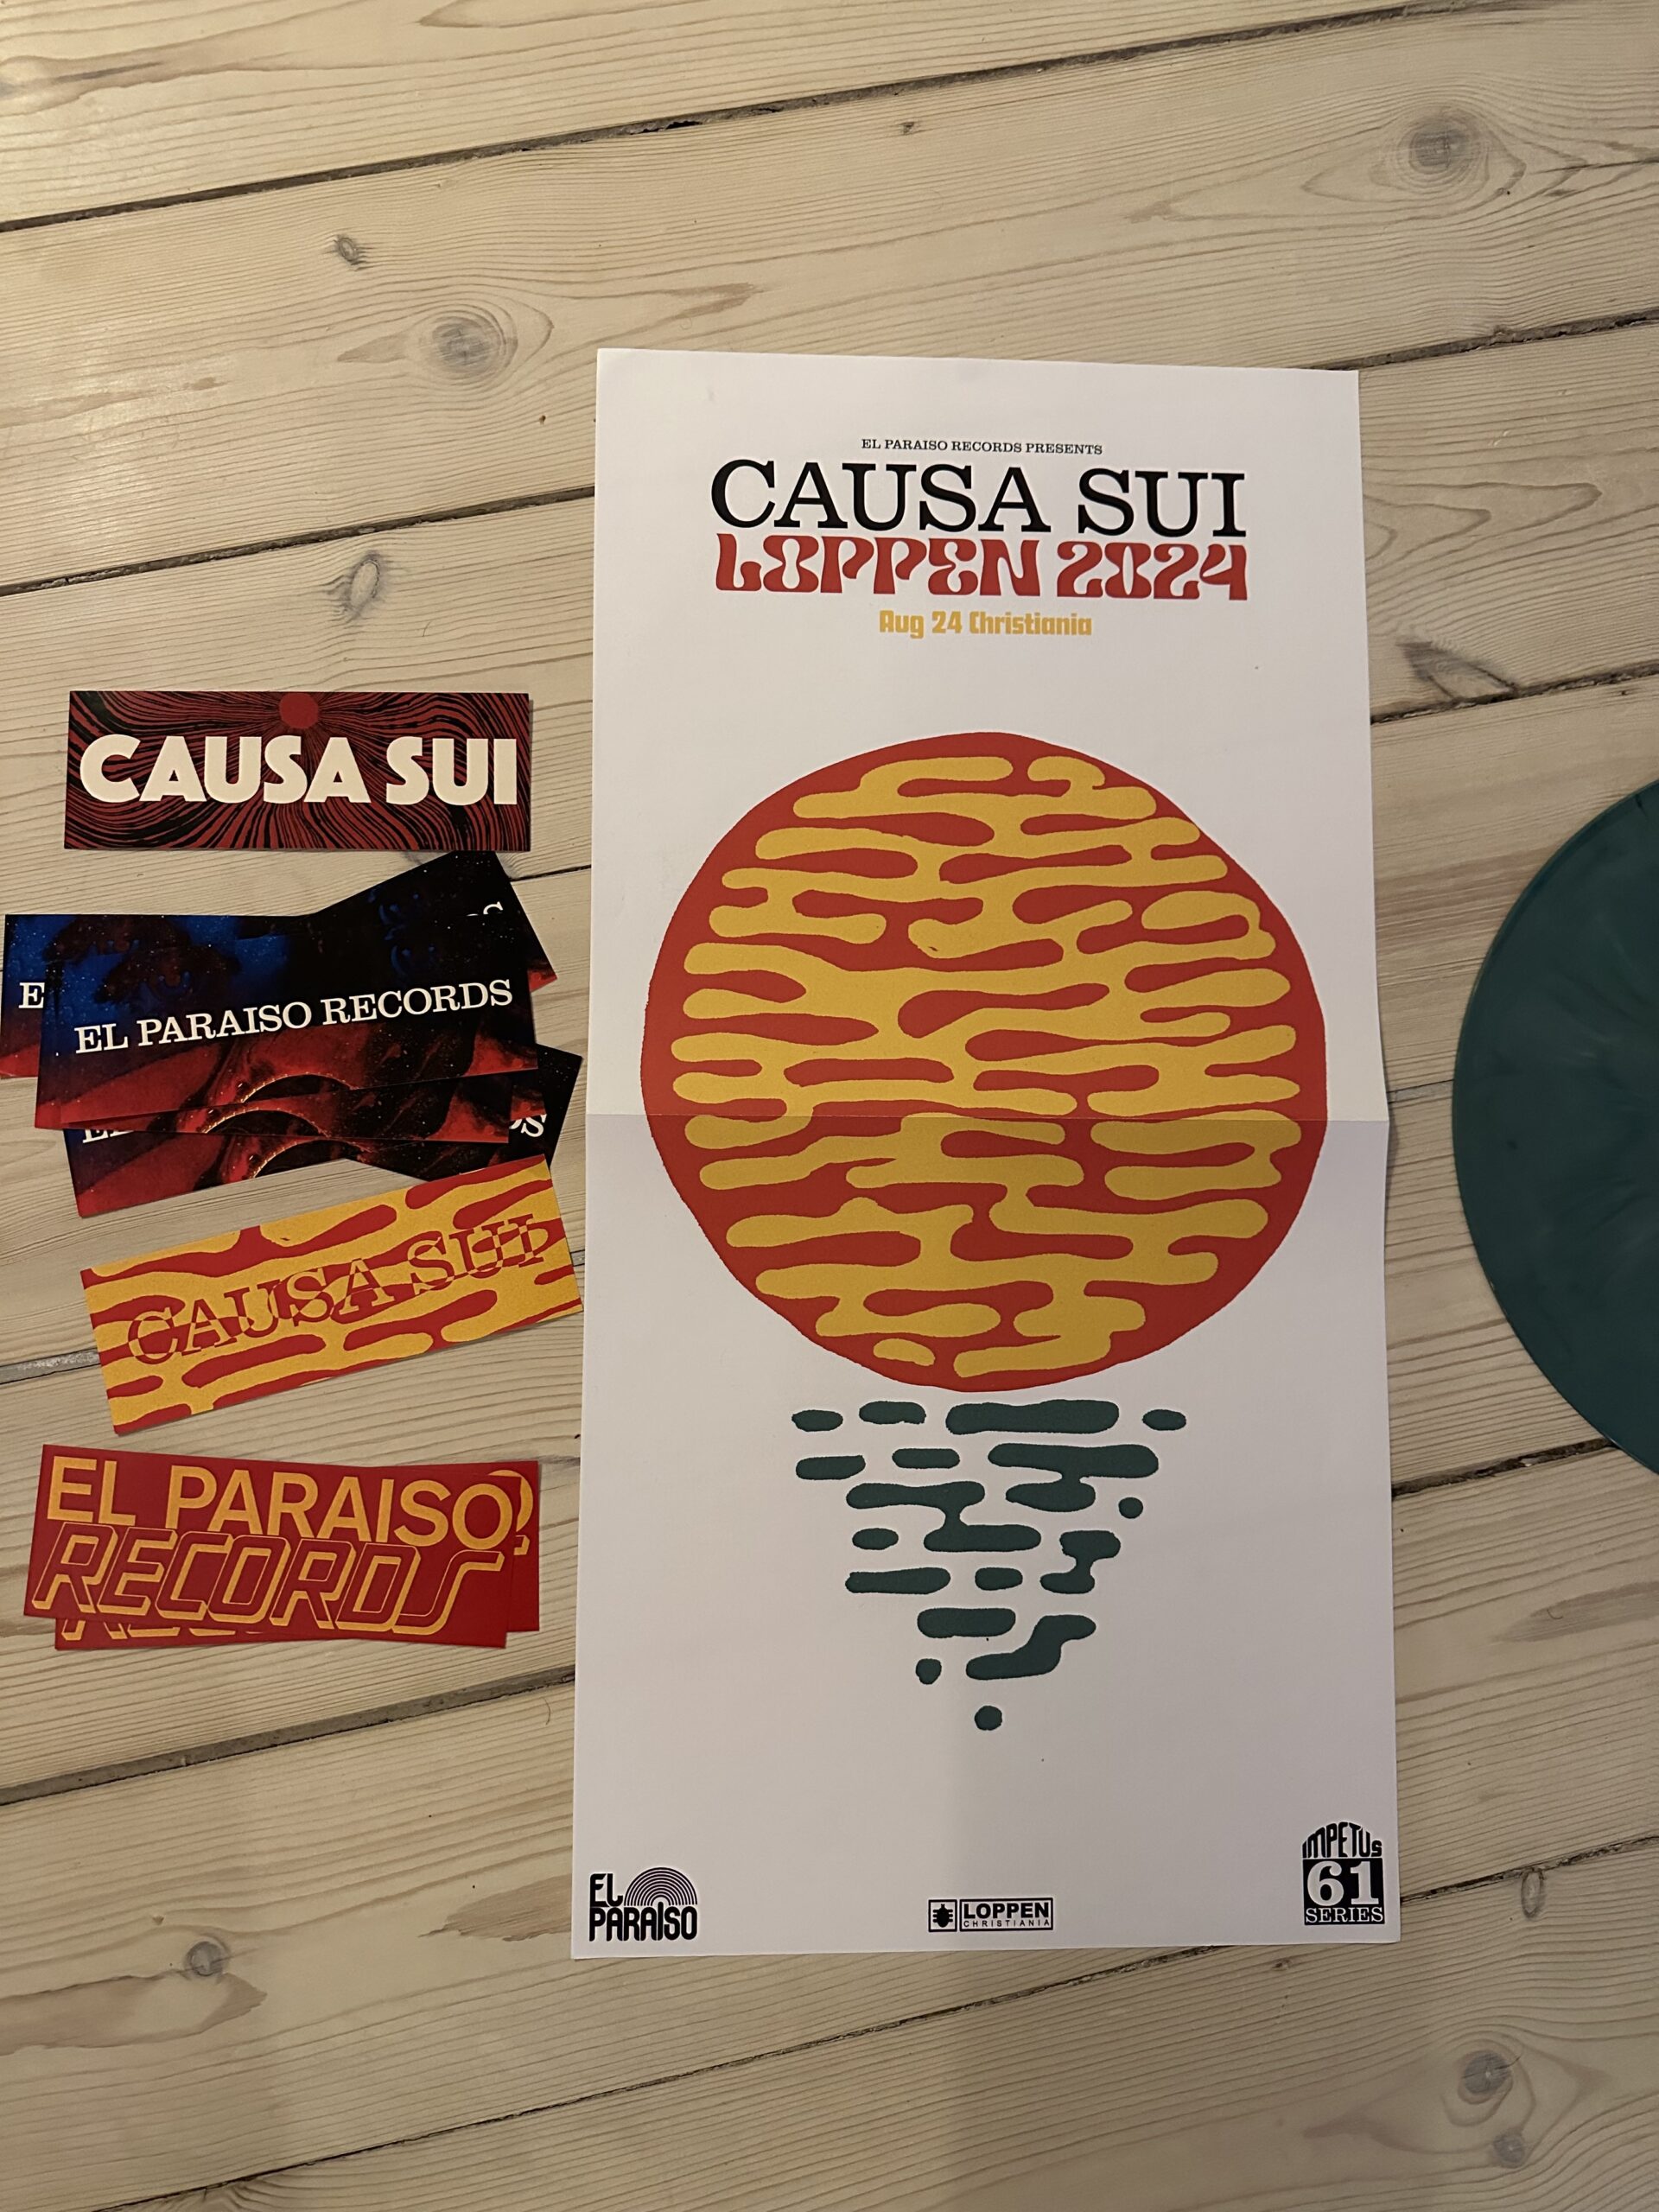 EL PARAISO RECORDS PRESENTS
CAUSA SUI
LOPPEN 2024
Aug 24 Christiania
EL
PARAISO
LOPPEN
CHRISTIANIA
IMPETUS
61
SERIES
CAUSA SUI
E
EL PARAISO RECORDS
CAUSA SUI
EL PARAISO
RECORDS